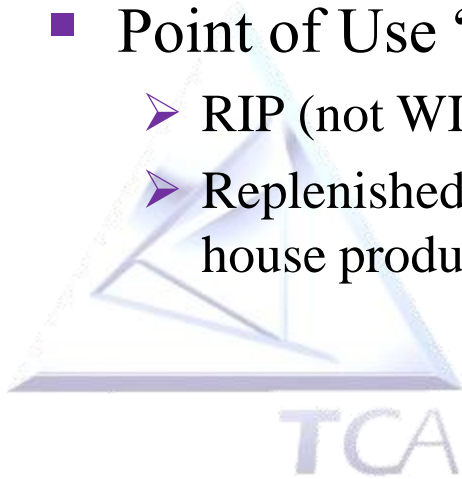 Point of Use ‘
RIP (not WI
Replenished
house produ
TCA